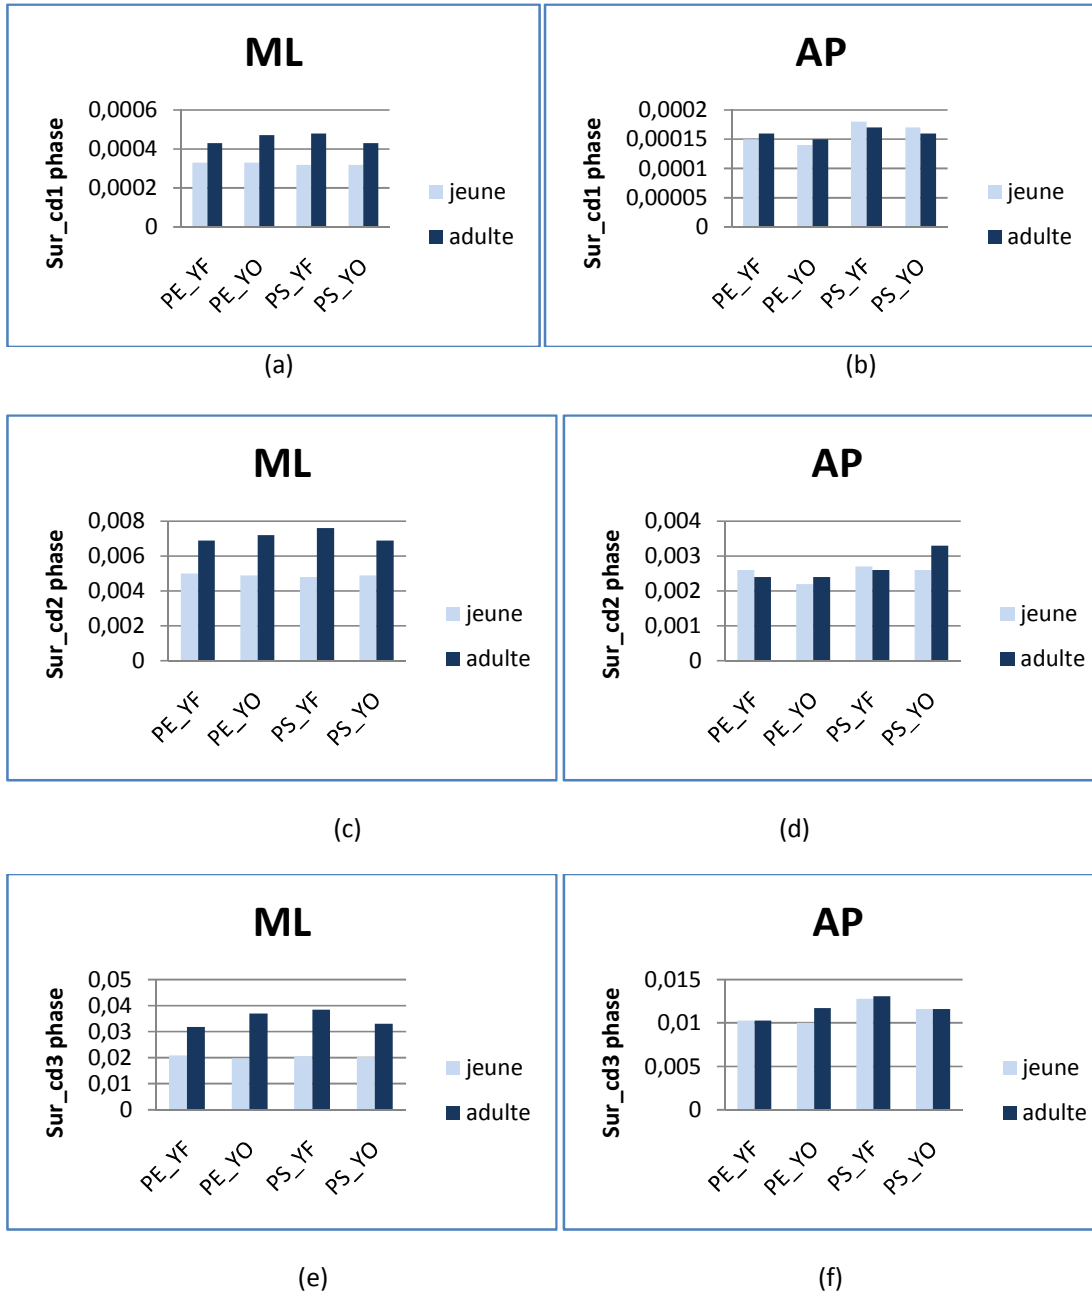 ML
Sur_cd1 phase
0,0006
0,0004
0,0002
0
PE_YF
PE_YO
PS_YF
PS_YO
jeune
adulte
(a)
AP
Sur_cd1 phase
0,0002
0,00015
0,0001
0,00005
0
PE_YF
PE_YO
PS_YF
PS_YO
jeune
adulte
(b)
ML
Sur_cd2 phase
0,008
0,006
0,004
0,002
0
PE_YF
PE_YO
PS_YF
PS_YO
jeune
adulte
(c)
AP
Sur_cd2 phase
0,004
0,003
0,002
0,001
0
PE_YF
PE_YO
PS_YF
PS_YO
jeune
adulte
(d)
ML
Sur_cd3 phase
0,05
0,04
0,03
0,02
0,01
0
PE_YF
PE_YO
PS_YF
PS_YO
jeune
adulte
(e)
AP
Sur_cd3 phase
0,015
0,01
0,005
0
PE_YF
PE_YO
PS_YF
PS_YO
jeune
adulte
(f)